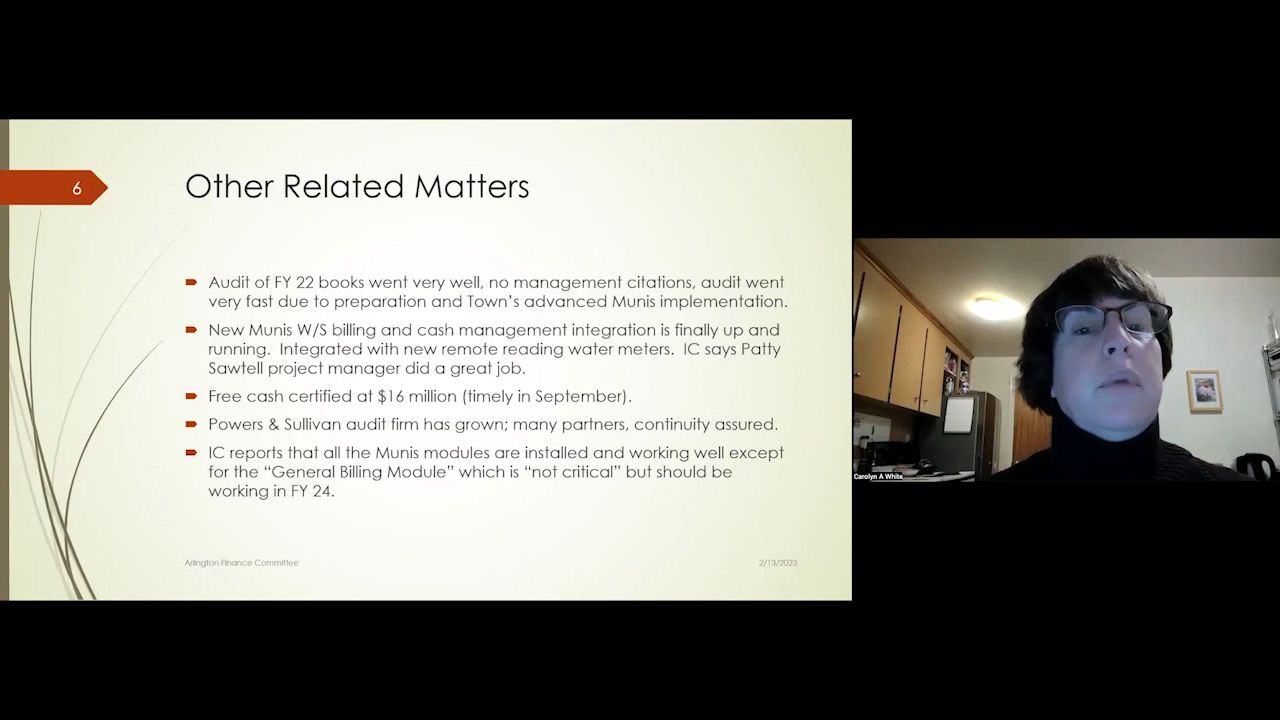 6
Other Related Matters
Audit of FY 22 books went very well, no management citations, audit went
very fast due to preparation and Town's advanced Munis implementation.
New Munis W/S billing and cash management integration is finally up and
running.  Integrated with new remote reading water meters.  IC says Patty
Sawtell project manager did a great job.
Free cash certified at $16 million (timely in September).
Powers & Sullivan audit firm has grown; many partners, continuity assured.
IC reports that all the Munis modules are installed and working well except
for the “General Billing Module” which is “not critical” but should be
working in FY 24.
Arlington Finance Committee
2/13/2023
Carolyn A White